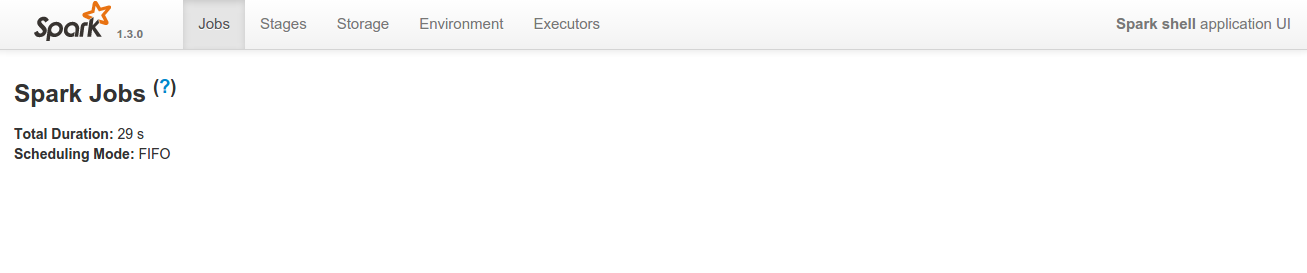 Spark 1.3.0 Jobs Stages Storage Environment Executors Spark shell application UI
Spark Jobs (?)
Total Duration: 29 s
Scheduling Mode: FIFO